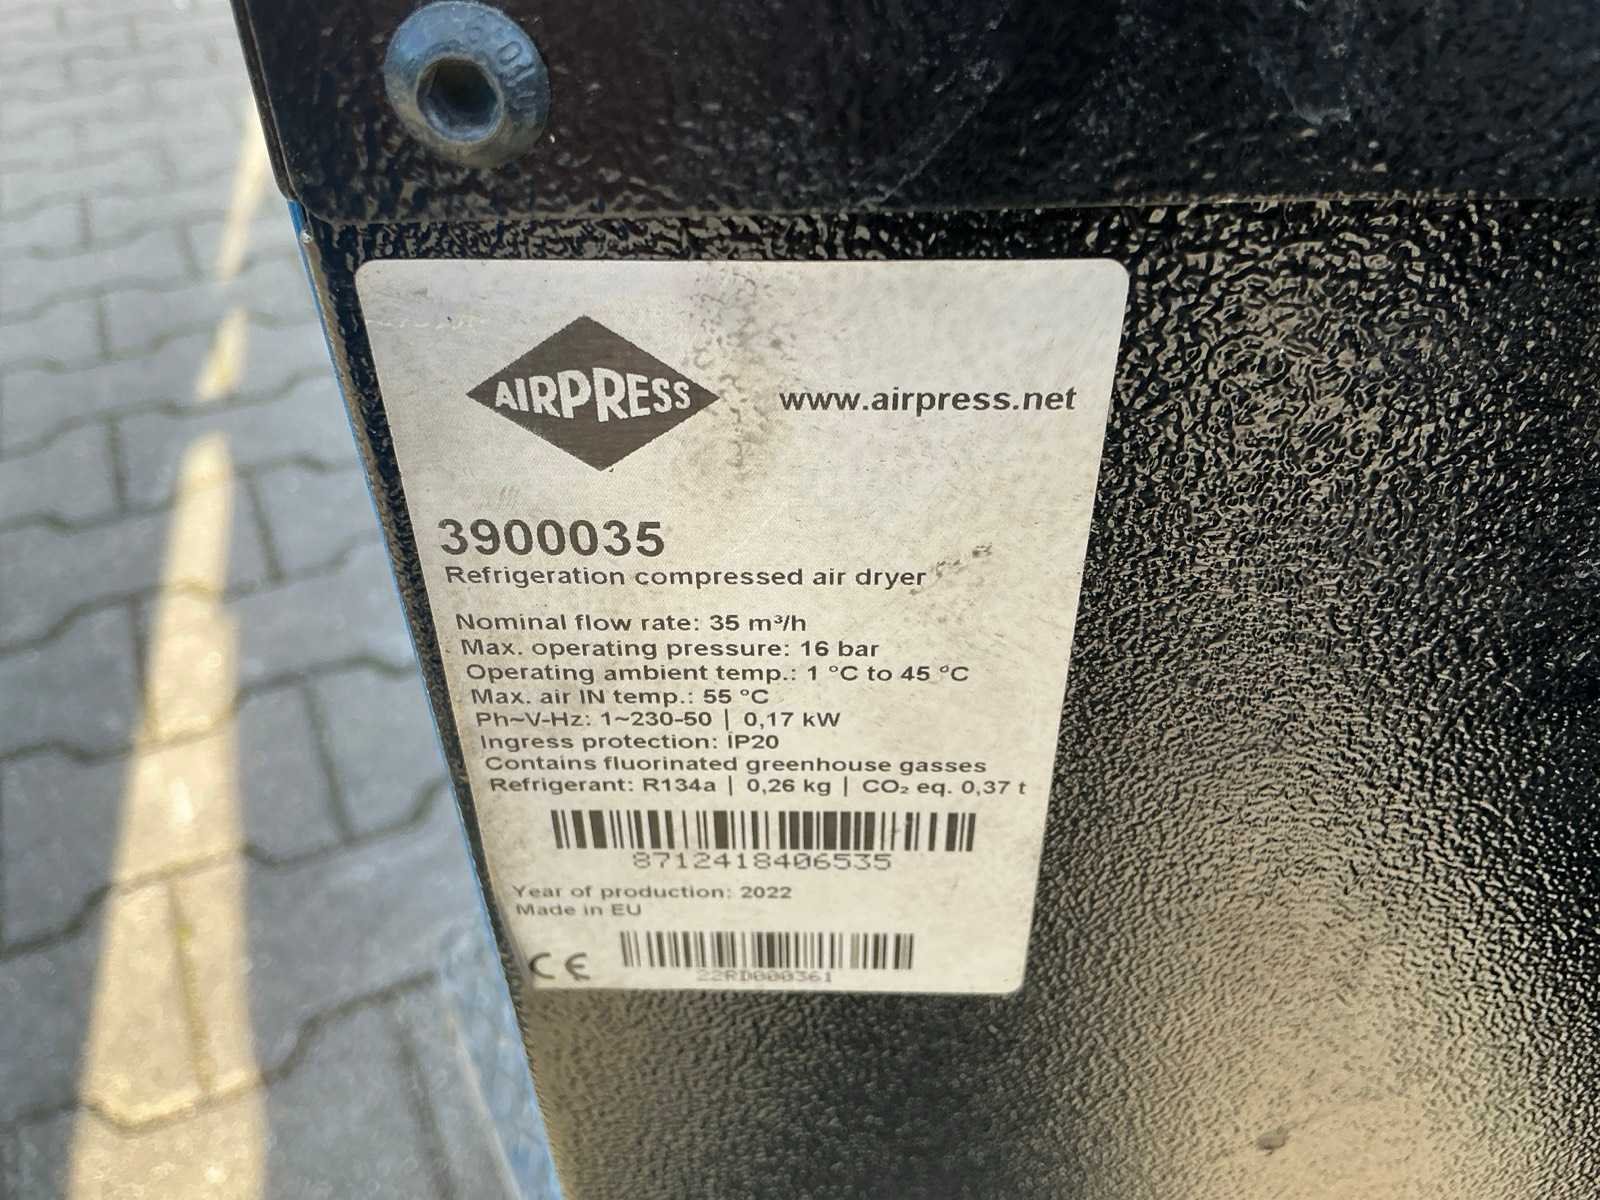 AIRPRESS
www.airpress.net
3900035
Refrigeration compressed air dryer
Nominal flow rate: 35 m³/h
Max. operating pressure: 16 bar
Operating ambient temp.: 1 °C to 45 °C
Max. air IN temp.: 55 °C
Ph~V-Hz: 1~230-50 | 0,17 kW
Ingress protection: IP20
Contains fluorinated greenhouse gasses
Refrigerant: R134a | 0,26 kg | CO₂ eq. 0,37 t
8712418406535
Year of production: 2022
Made in EU
CE
22RD000361